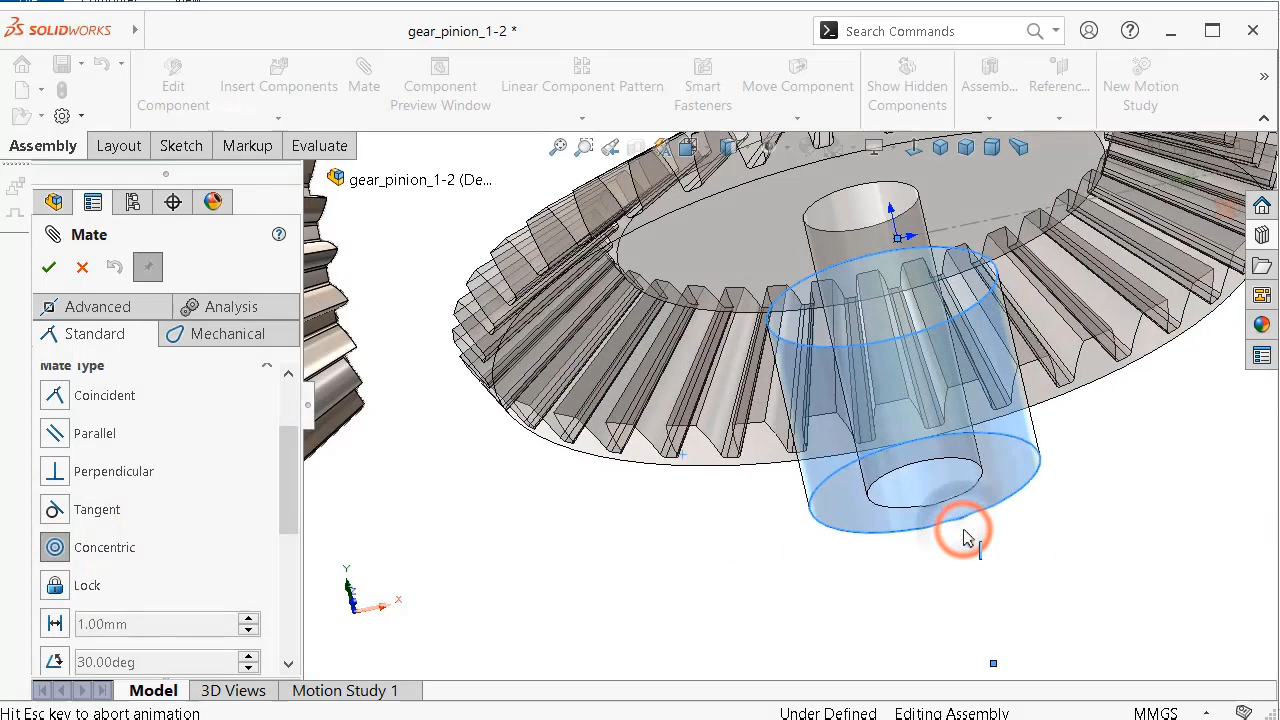 SOLIDWORKS
gear_pinion_1-2 *
Search Commands
Edit
Component
Insert Components
Mate
Component
Preview Window
Linear Component Pattern
Smart
Fasteners
Move Component
Show Hidden
Components
Assemb...
Referenc...
New Motion
Study
Assembly
Layout
Sketch
Markup
Evaluate
gear_pinion_1-2 (De...
Mate
Advanced
Analysis
Standard
Mechanical
Mate Type
Coincident
Parallel
Perpendicular
Tangent
Concentric
Lock
1.00mm
30.00deg
Y
Z
X
Model
3D Views
Motion Study 1
Hit Esc key to abort animation
Under Defined
Editing Assembly
MMGS